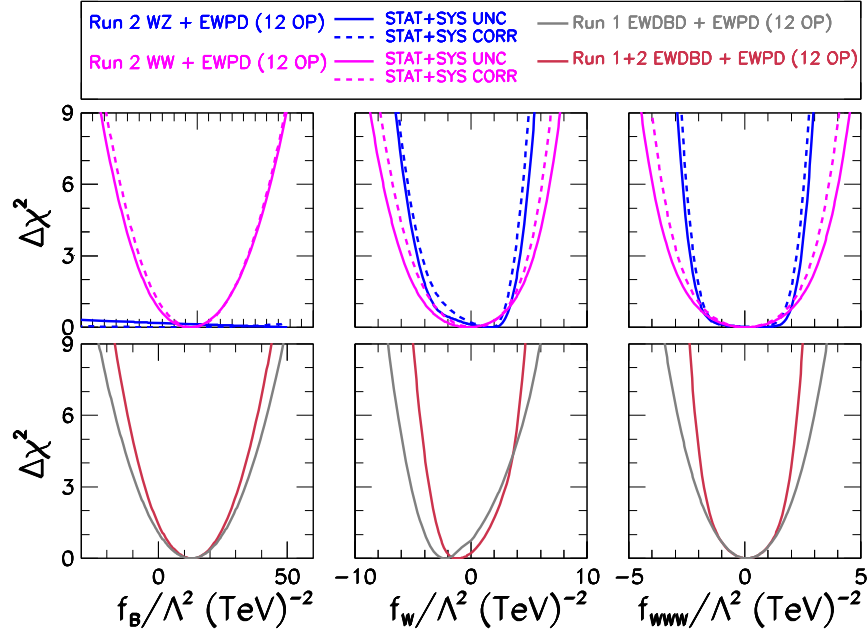 Run 2 WZ + EWPD (12 OP) STAT+SYS UNC Run 1 EWDBD + EWPD (12 OP)
STAT+SYS CORR
Run 2 WW + EWPD (12 OP) STAT+SYS UNC Run 1+2 EWDBD + EWPD (12 OP)
STAT+SYS CORR
9
6
3
0
Δχ²
9
6
3
0
Δχ²
0 50 −10 0 10 −5 0 5
f_B/Λ² (TeV)⁻² f_W/Λ² (TeV)⁻² f_WWW/Λ² (TeV)⁻²